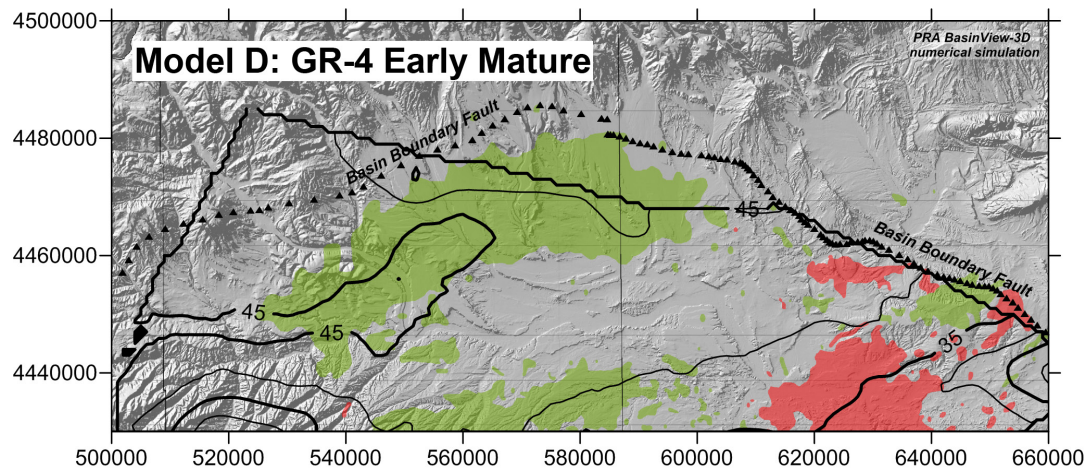 4500000
Model D: GR-4 Early Mature
PRA BasinView-3D
numerical simulation
4480000
Basin Boundary Fault
45
4460000
Basin Boundary Fault
45
45
35
4440000
500000 520000 540000 560000 580000 600000 620000 640000 660000